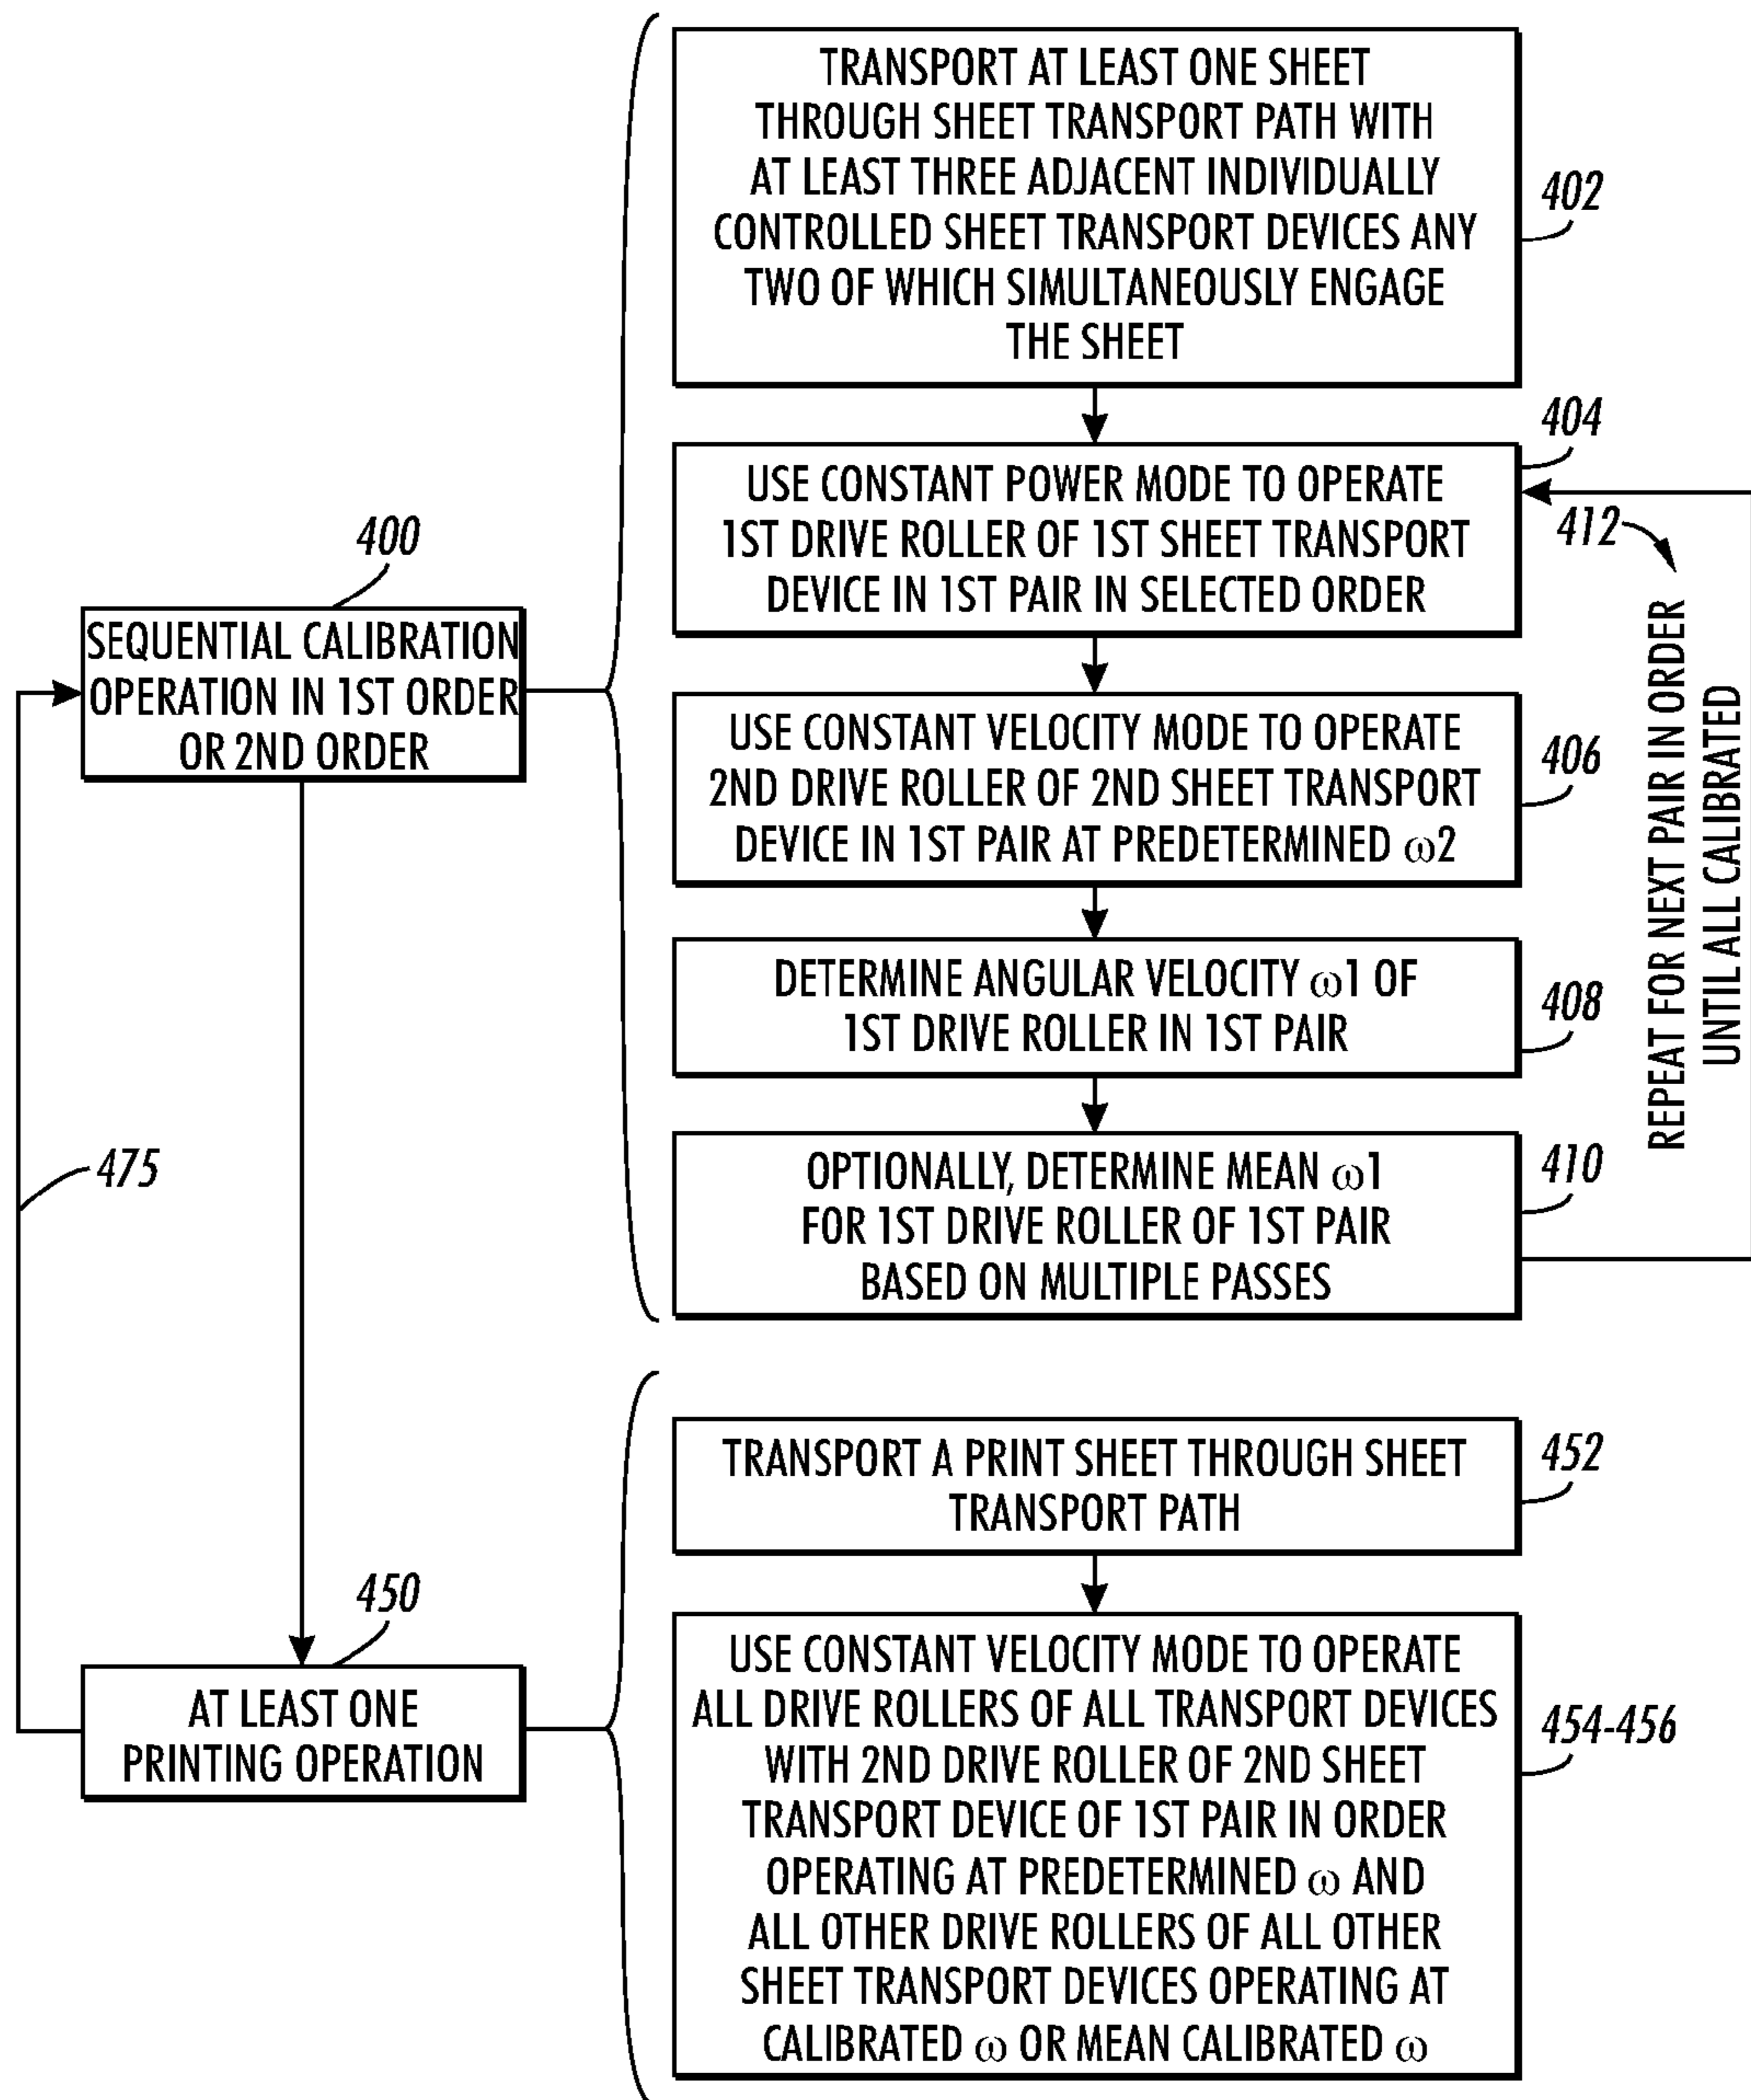 TRANSPORT AT LEAST ONE SHEET
THROUGH SHEET TRANSPORT PATH WITH
AT LEAST THREE ADJACENT INDIVIDUALLY
CONTROLLED SHEET TRANSPORT DEVICES ANY
TWO OF WHICH SIMULTANEOUSLY ENGAGE
THE SHEET
402
404
USE CONSTANT POWER MODE TO OPERATE
1ST DRIVE ROLLER OF 1ST SHEET TRANSPORT
DEVICE IN 1ST PAIR IN SELECTED ORDER
412
REPEAT FOR NEXT PAIR IN ORDER
UNTIL ALL CALIBRATED
400
SEQUENTIAL CALIBRATION
OPERATION IN 1ST ORDER
OR 2ND ORDER
USE CONSTANT VELOCITY MODE TO OPERATE
2ND DRIVE ROLLER OF 2ND SHEET TRANSPORT
DEVICE IN 1ST PAIR AT PREDETERMINED ω2
406
DETERMINE ANGULAR VELOCITY ω1 OF
1ST DRIVE ROLLER IN 1ST PAIR
408
OPTIONALLY, DETERMINE MEAN ω1
FOR 1ST DRIVE ROLLER OF 1ST PAIR
BASED ON MULTIPLE PASSES
410
475
TRANSPORT A PRINT SHEET THROUGH SHEET
TRANSPORT PATH
452
450
AT LEAST ONE
PRINTING OPERATION
USE CONSTANT VELOCITY MODE TO OPERATE
ALL DRIVE ROLLERS OF ALL TRANSPORT DEVICES
WITH 2ND DRIVE ROLLER OF 2ND SHEET
TRANSPORT DEVICE OF 1ST PAIR IN ORDER
OPERATING AT PREDETERMINED ω AND
ALL OTHER DRIVE ROLLERS OF ALL OTHER
SHEET TRANSPORT DEVICES OPERATING AT
CALIBRATED ω OR MEAN CALIBRATED ω
454-456